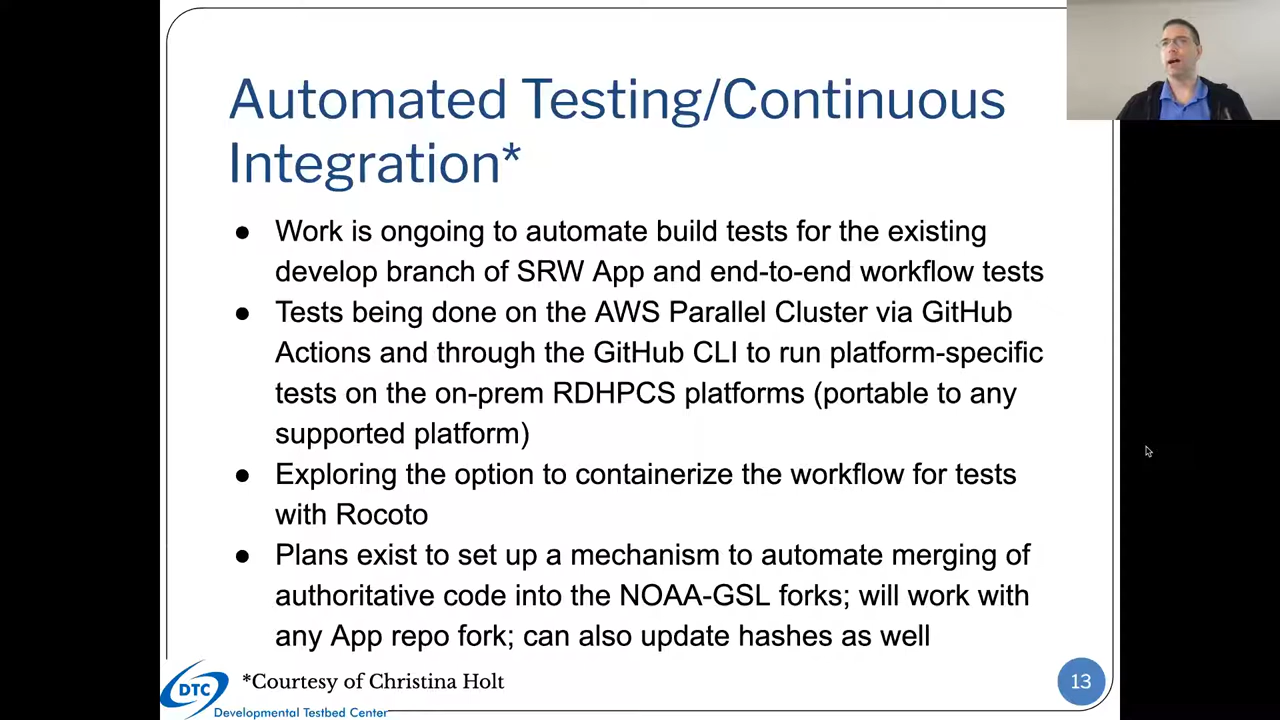 Automated Testing/Continuous
Integration*
● Work is ongoing to automate build tests for the existing
develop branch of SRW App and end-to-end workflow tests
● Tests being done on the AWS Parallel Cluster via GitHub
Actions and through the GitHub CLI to run platform-specific
tests on the on-prem RDHPCS platforms (portable to any
supported platform)
● Exploring the option to containerize the workflow for tests
with Rocoto
● Plans exist to set up a mechanism to automate merging of
authoritative code into the NOAA-GSL forks; will work with
any App repo fork; can also update hashes as well
*Courtesy of Christina Holt
13
DTC
Developmental Testbed Center